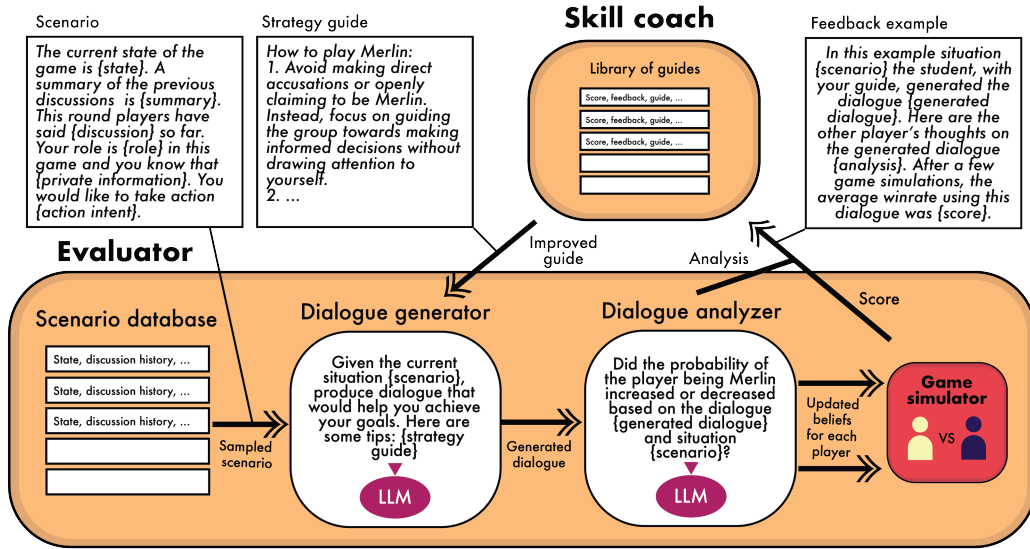 Scenario
The current state of the
game is {state}. A
summary of the previous
discussions is {summary}.
This round players have
said {discussion} so far.
Your role is {role} in this
game and you know that
{private information}. You
would like to take action
{action intent}.
Strategy guide
How to play Merlin:
1. Avoid making direct
accusations or openly
claiming to be Merlin.
Instead, focus on guiding
the group towards making
informed decisions without
drawing attention to
yourself.
2. ...
Skill coach
Library of guides
Score, feedback, guide, ...
Score, feedback, guide, ...
Score, feedback, guide, ...
Feedback example
In this example situation
{scenario} the student, with
your guide, generated the
dialogue {generated
dialogue}. Here are the
other player's thoughts on
the generated dialogue
{analysis}. After a few
game simulations, the
average winrate using this
dialogue was {score}.
Improved
guide
Analysis
Score
Evaluator
Scenario database
State, discussion history, ...
State, discussion history, ...
State, discussion history, ...
Sampled
scenario
Dialogue generator
Given the current
situation {scenario},
produce dialogue that
would help you achieve
your goals. Here are
some tips: {strategy
guide}
LLM
Generated
dialogue
Dialogue analyzer
Did the probability of
the player being Merlin
increased or decreased
based on the dialogue
{generated dialogue}
and situation
{scenario}?
LLM
Updated
beliefs
for each
player
Game
simulator
VS